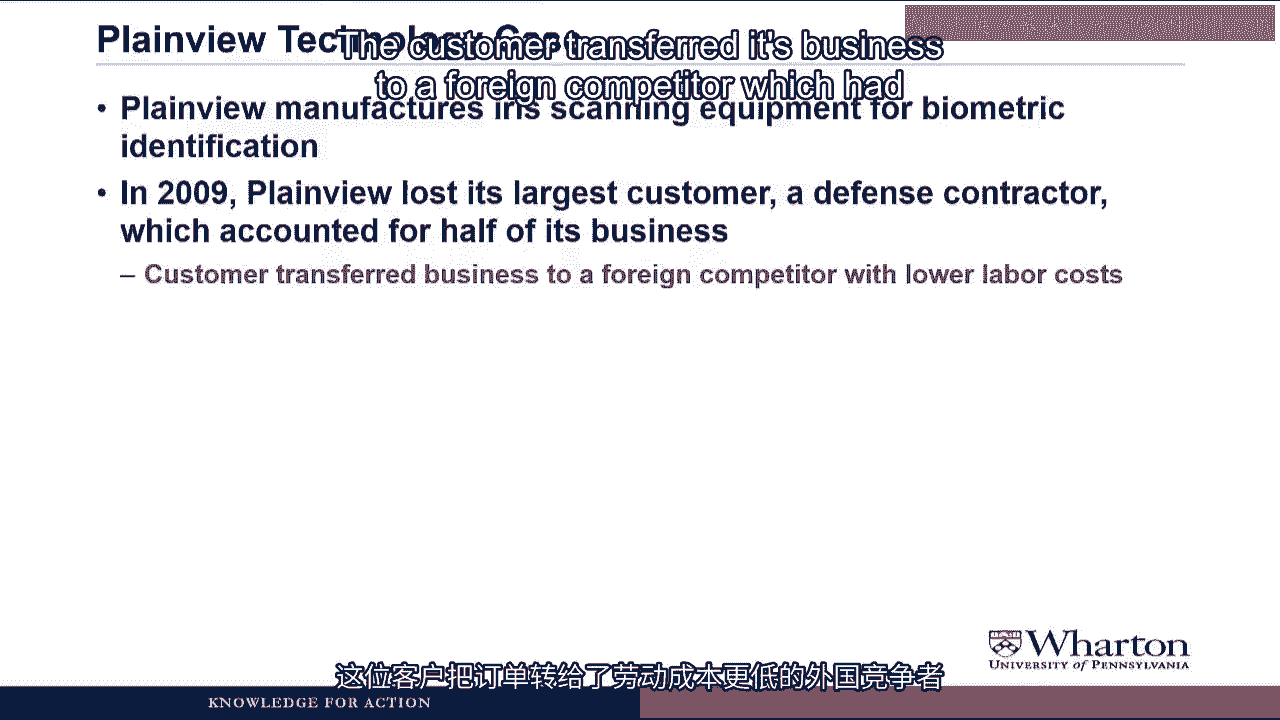 Plainview Technology Case
The customer transferred it's business
to a foreign competitor which had
• Plainview manufactures iris scanning equipment for biometric
identification
• In 2009, Plainview lost its largest customer, a defense contractor,
which accounted for half of its business
– Customer transferred business to a foreign competitor with lower labor costs
Wharton
UNIVERSITY of PENNSYLVANIA
这位客户把订单转给了劳动成本更低的外国竞争者
KNOWLEDGE FOR ACTION